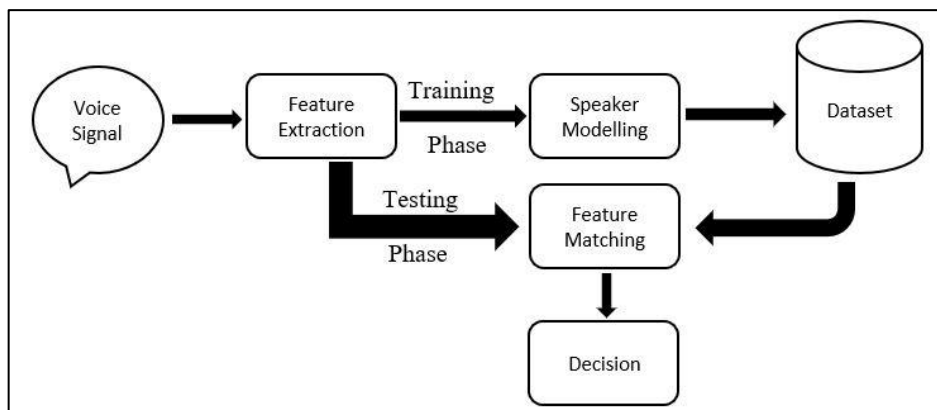 Voice
Signal
Feature
Extraction
Training
Phase
Speaker
Modelling
Dataset
Testing
Phase
Feature
Matching
Decision